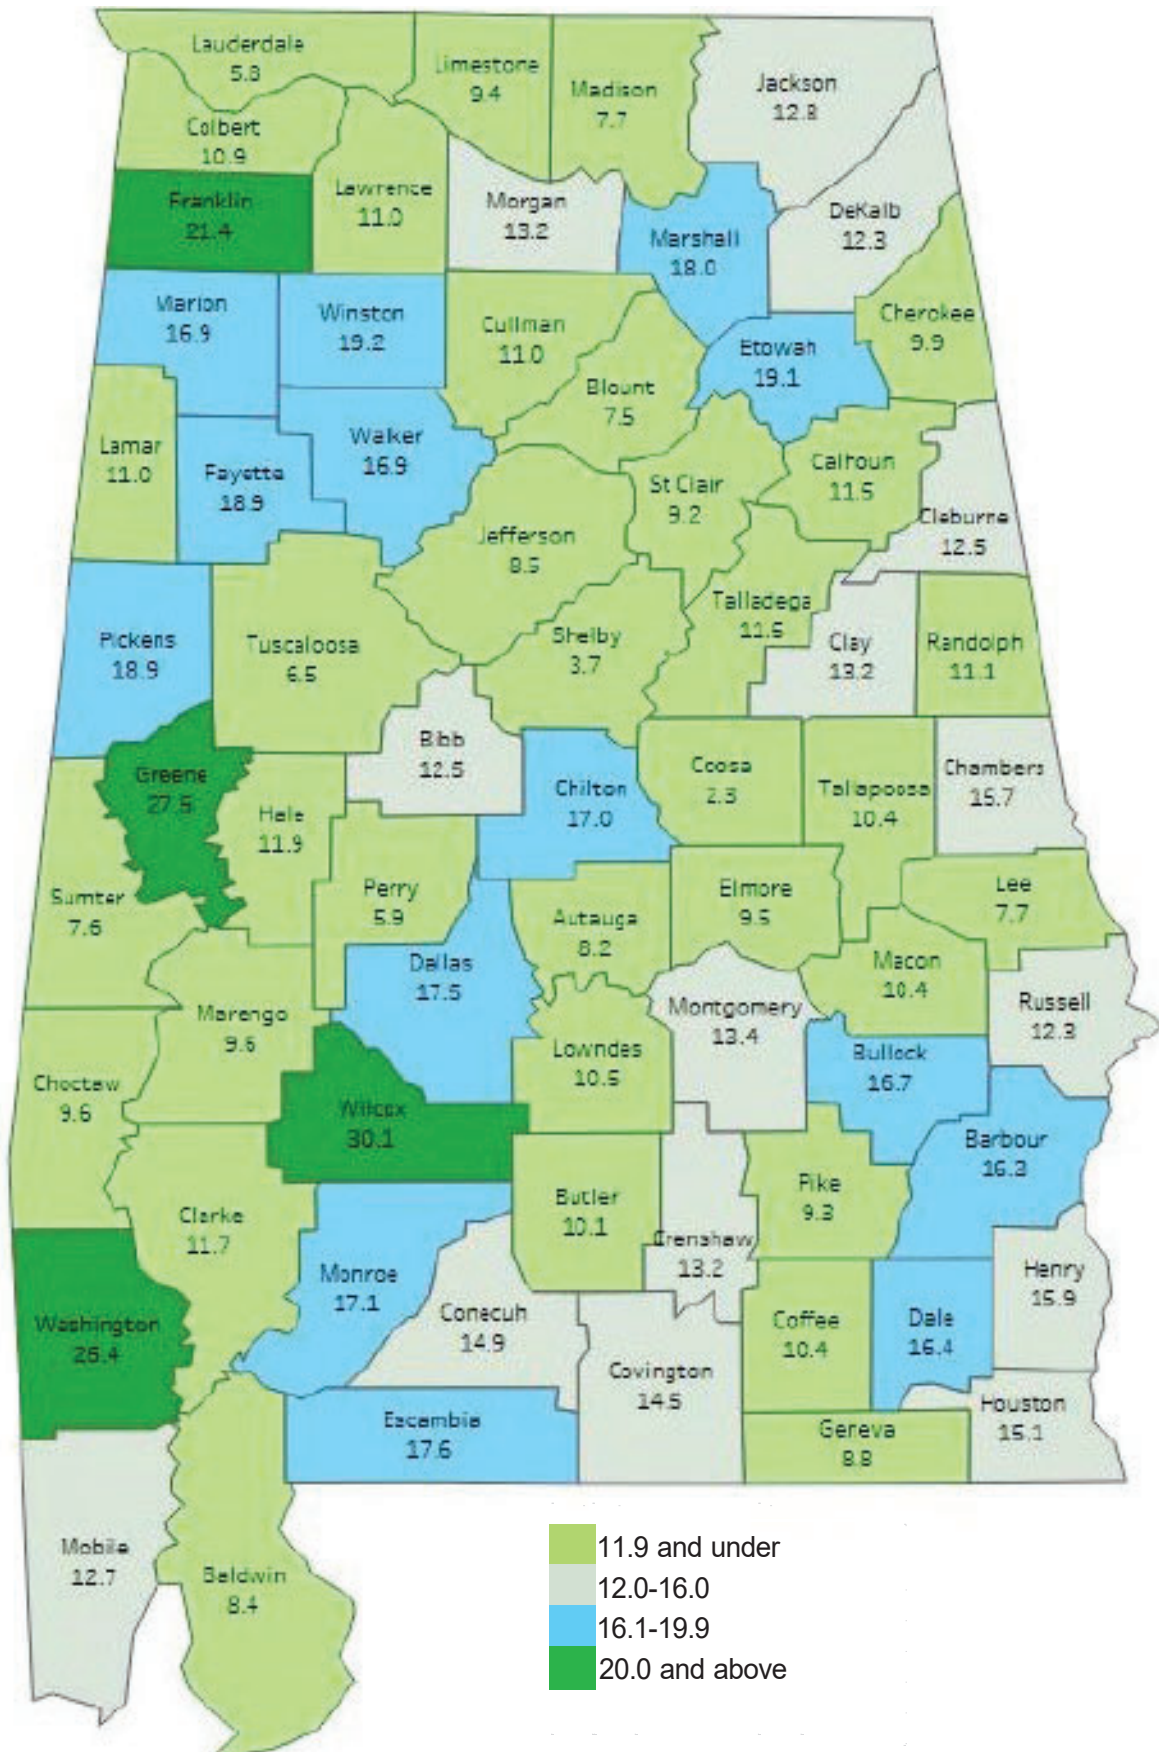 Lauderdale
5.8
Limestone
9.4
Madison
7.7
Jackson
12.8
Colbert
10.9
Franklin
21.4
Lawrence
11.0
Morgan
13.2
Marshall
18.0
DeKalb
12.3
Marion
16.9
Winston
19.2
Cullman
11.0
Blount
7.5
Etowah
19.1
Cherokee
9.9
Lamar
11.0
Fayette
18.9
Walker
16.9
Jefferson
8.5
St Clair
9.2
Calhoun
11.5
Cleburne
12.5
Pickens
18.9
Tuscaloosa
6.5
Shelby
3.7
Talladega
11.6
Clay
13.2
Randolph
11.1
Greene
27.5
Hale
11.9
Bibb
12.5
Chilton
17.0
Coosa
2.3
Tallapoosa
10.4
Chambers
15.7
Sumter
7.6
Perry
5.9
Autauga
8.2
Elmore
9.5
Lee
7.7
Dallas
17.5
Macon
10.4
Marengo
9.6
Lowndes
10.5
Montgomery
13.4
Russell
12.3
Bullock
16.7
Choctaw
9.6
Wilcox
30.1
Barbour
16.3
Clarke
11.7
Butler
10.1
Crenshaw
13.2
Pike
9.3
Washington
Monroe
17.1
Conecuh
14.9
Covington
14.5
Coffee
10.4
Dale
16.4
Henry
15.9
Escambia
17.6
Geneva
8.8
Houston
15.1
Mobile
12.7
Baldwin
8.4
11.9 and under
12.0-16.0
16.1-19.9
20.0 and above